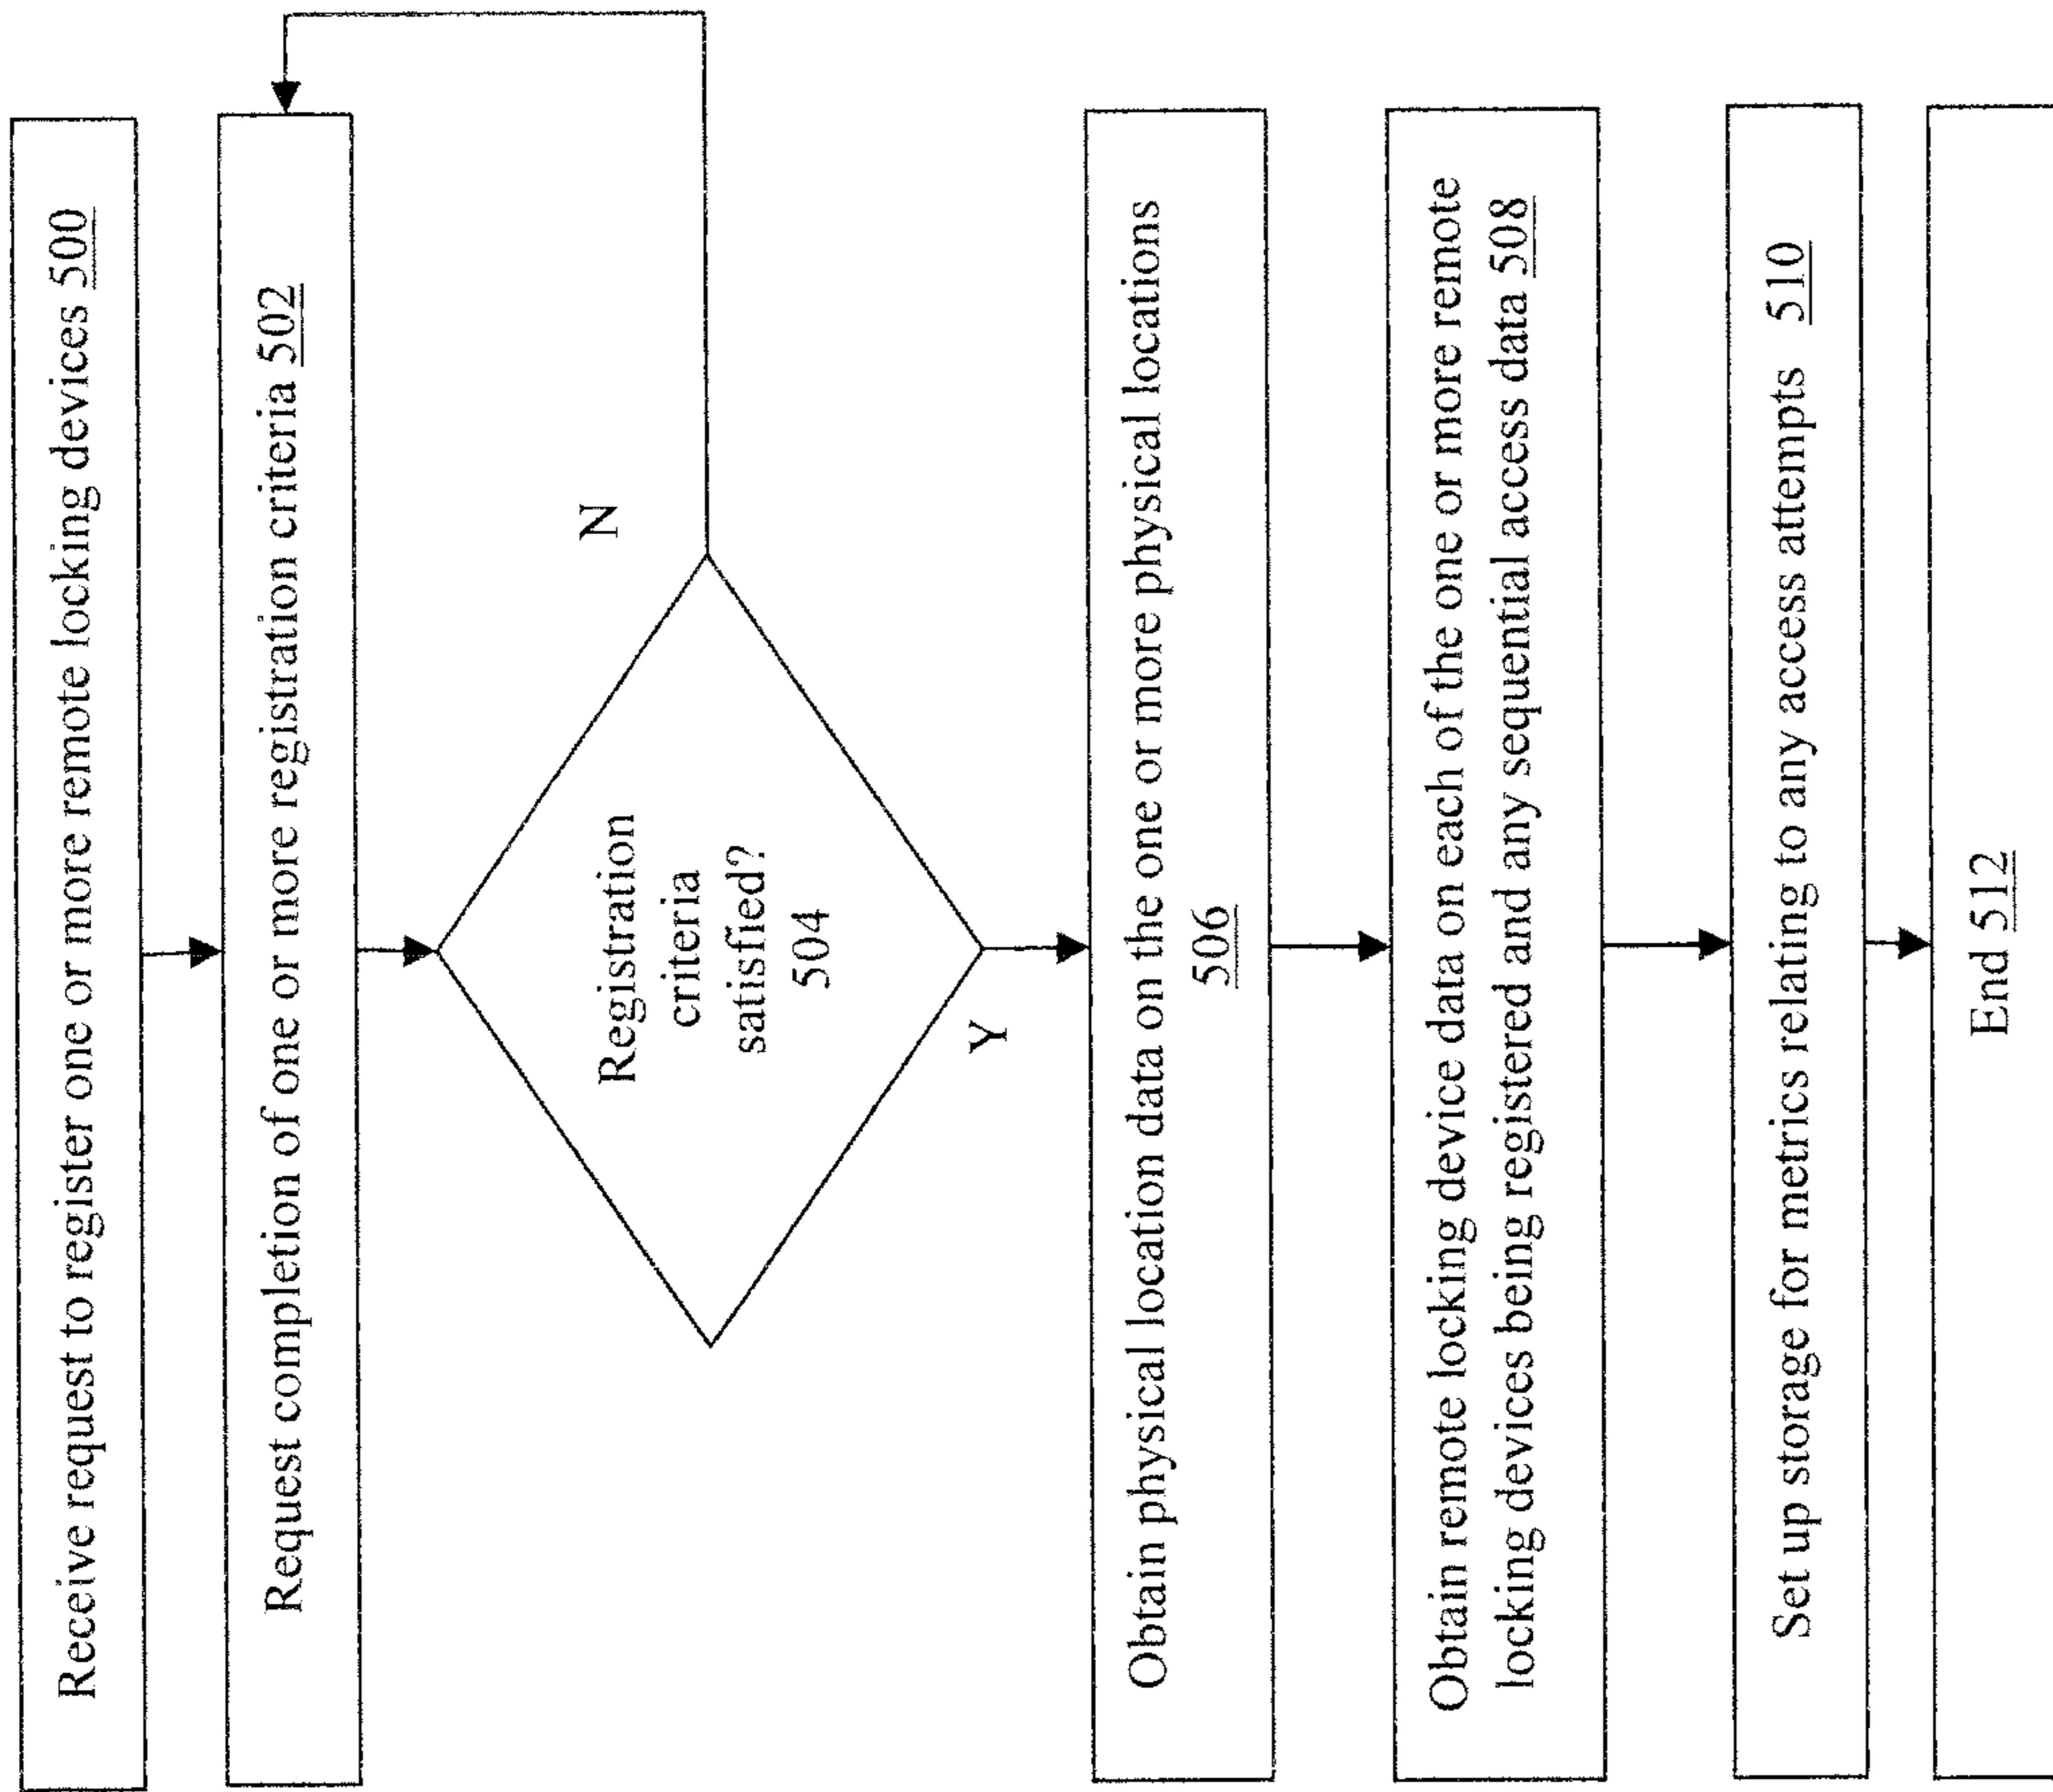 Receive request to register one or more remote locking devices 500
Request completion of one or more registration criteria 502
N
Registration
criteria
satisfied?
504
Y
Obtain physical location data on the one or more physical locations
506
Obtain remote locking device data on each of the one or more remote
locking devices being registered and any sequential access data 508
Set up storage for metrics relating to any access attempts 510
End 512